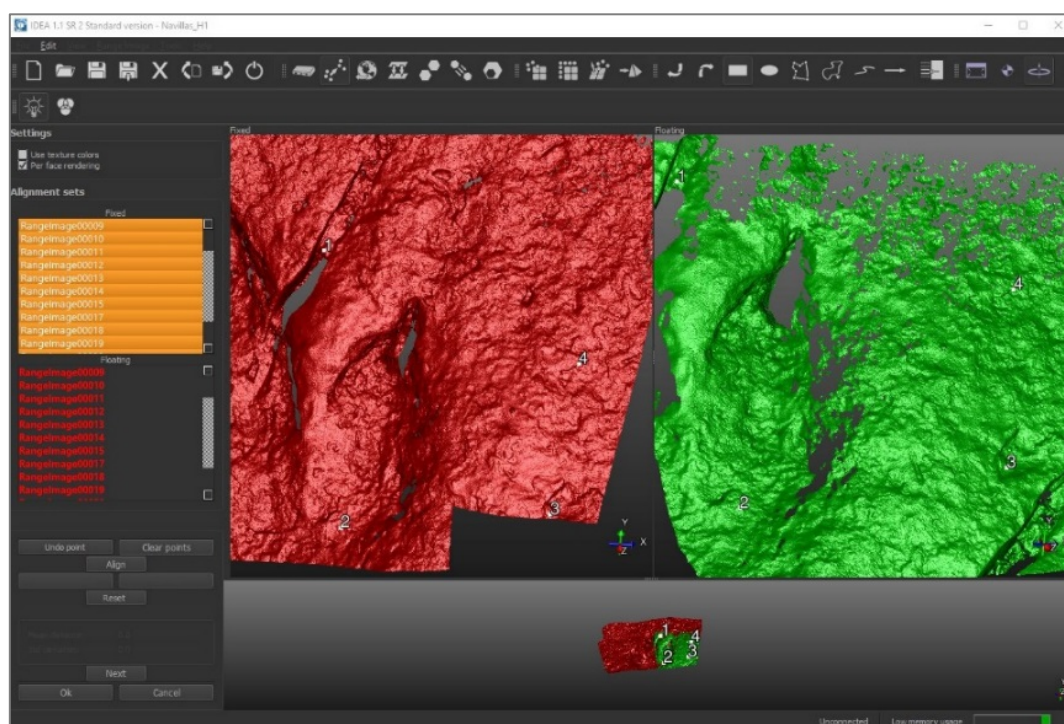 IDEA 1.1 SR 2 Standard version - Navillas_H1
Edit
Settings
Use texture colors
Per face rendering
Alignment sets
Fixed
RangeImage00009
RangeImage00010
RangeImage00011
RangeImage00012
RangeImage00013
RangeImage00014
RangeImage00015
RangeImage00017
RangeImage00018
RangeImage00019
Floating
RangeImage00009
RangeImage00010
RangeImage00011
RangeImage00012
RangeImage00013
RangeImage00014
RangeImage00015
RangeImage00017
RangeImage00018
RangeImage00019
Undo point
Clear points
Align
Reset
Next
Ok
Cancel
Fixed
1
4
2
3
Y
X
Z
Floating
1
4
3
2
1
4
2
3
Unconnected
Low memory usage